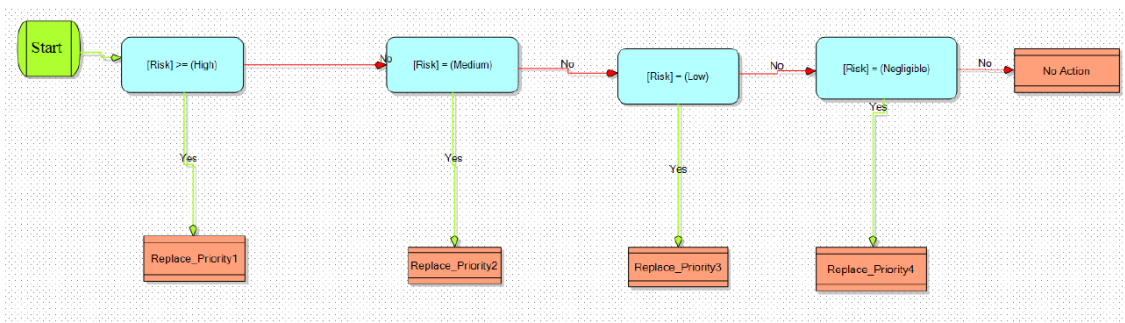 Start
[Risk] >= (High)
No
[Risk] = (Medium)
No
[Risk] = (Low)
No
[Risk] = (Negligible)
No
No Action
Yes
Yes
Yes
Yes
Replace_Priority1
Replace_Priority2
Replace_Priority3
Replace_Priority4